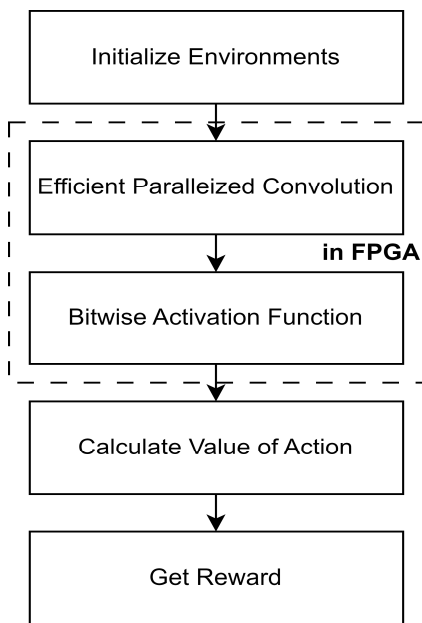 Initialize Environments
Efficient Paralleized Convolution
in FPGA
Bitwise Activation Function
Calculate Value of Action
Get Reward